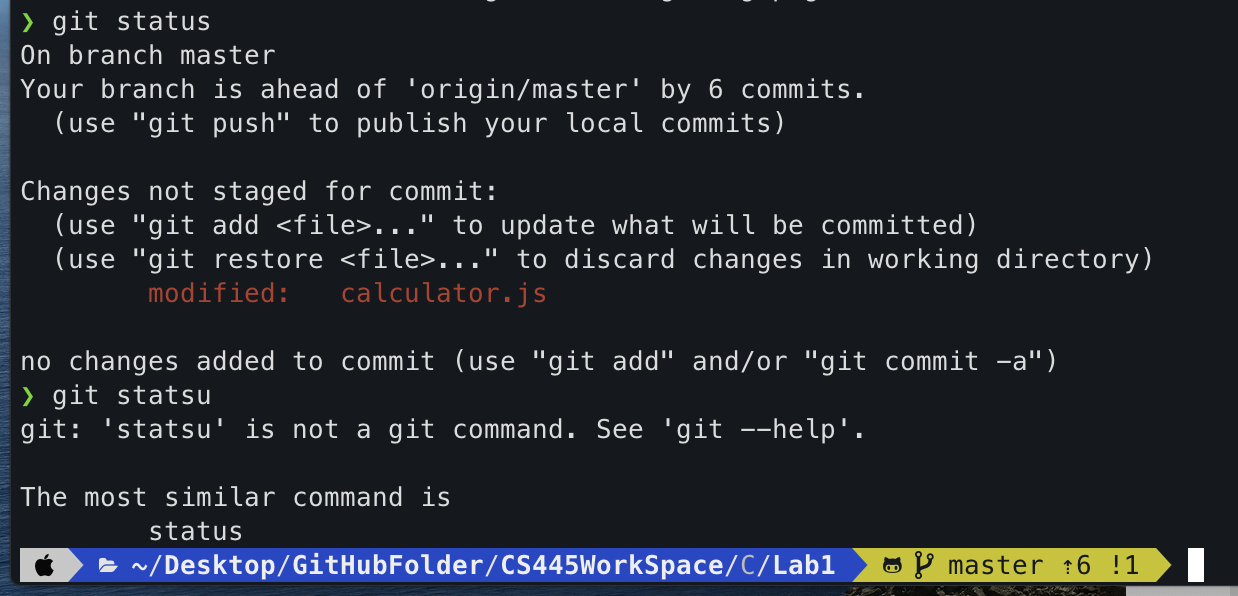 ❯ git status
On branch master
Your branch is ahead of 'origin/master' by 6 commits.
  (use "git push" to publish your local commits)

Changes not staged for commit:
  (use "git add <file>..." to update what will be committed)
  (use "git restore <file>..." to discard changes in working directory)
        modified:   calculator.js

no changes added to commit (use "git add" and/or "git commit -a")
❯ git statsu
git: 'statsu' is not a git command. See 'git --help'.

The most similar command is
        status
~/Desktop/GitHubFolder/CS445WorkSpace/C/Lab1 master ⇡6 !1